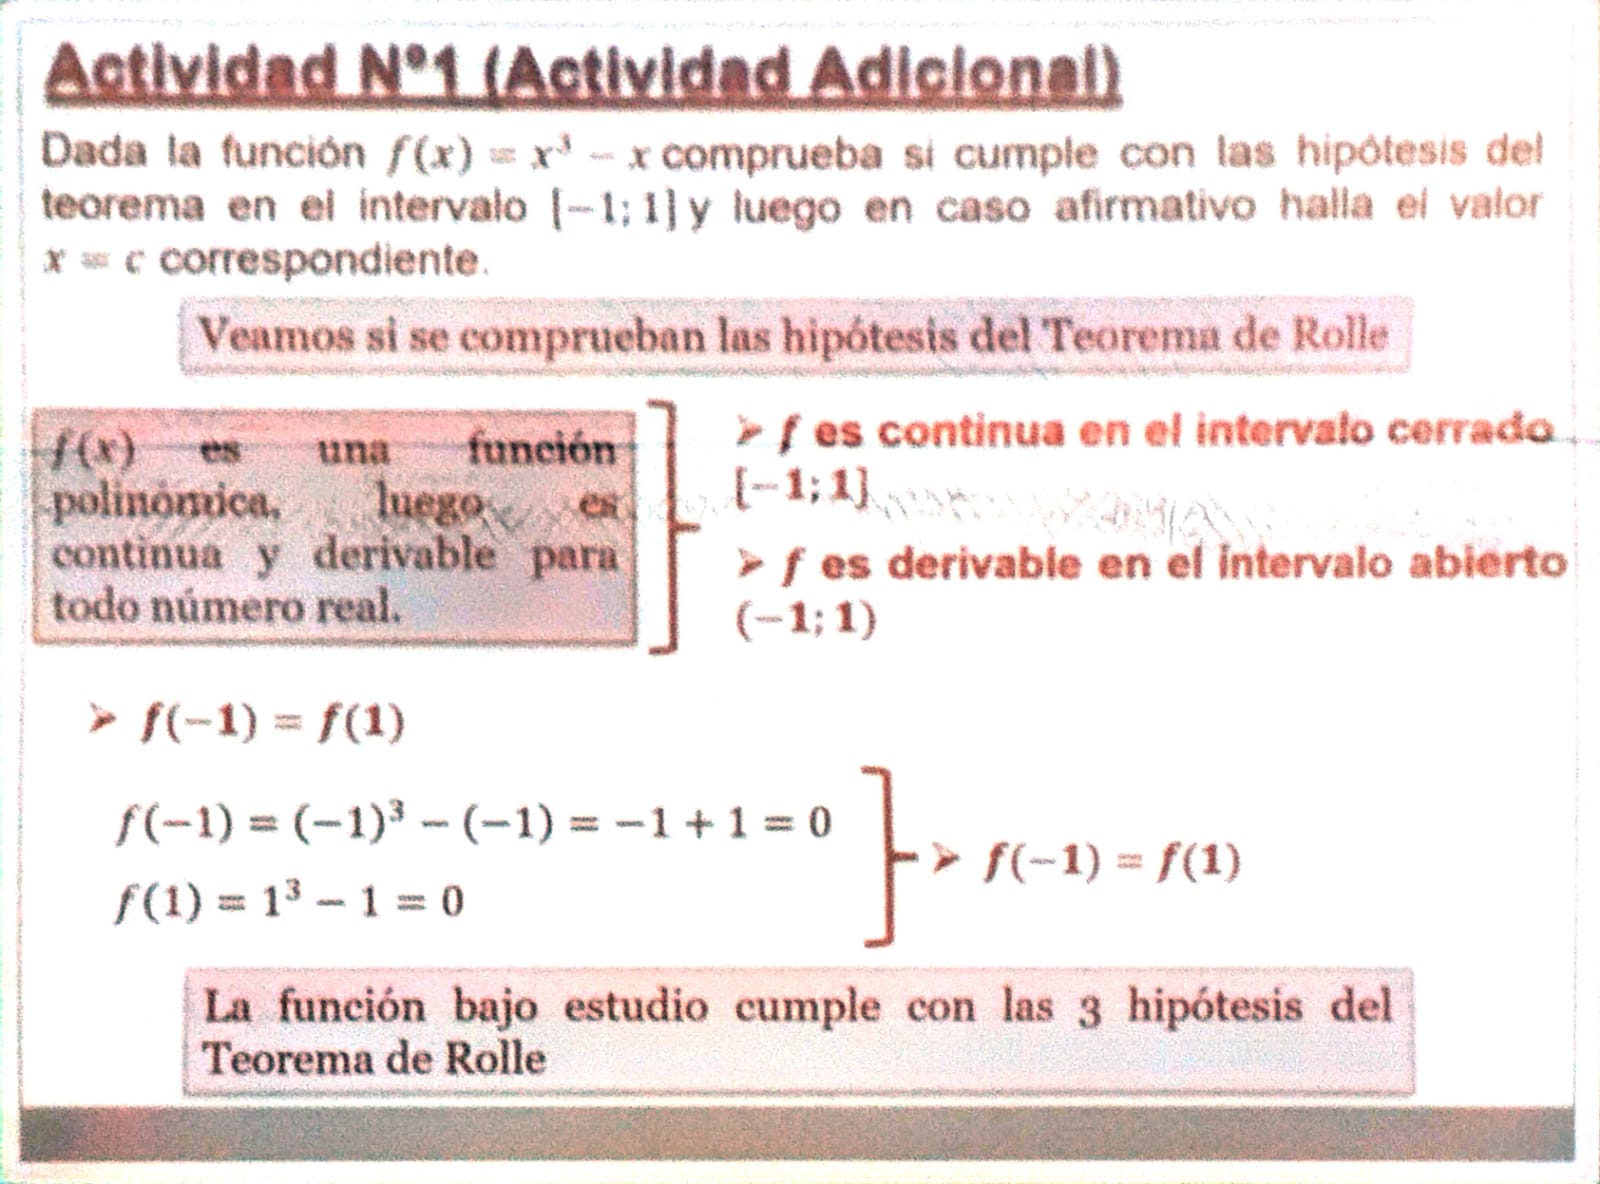 Actividad N°1 (Actividad Adicional)
Dada la función f(x) = x³ − x comprueba si cumple con las hipótesis del
teorema en el intervalo [−1; 1] y luego en caso afirmativo halla el valor
x = c correspondiente.
Veamos si se comprueban las hipótesis del Teorema de Rolle
f(x) es una función
polinómica, luego es
continua y derivable para
todo número real.
➤ f es continua en el intervalo cerrado
[−1; 1]
➤ f es derivable en el intervalo abierto
(−1; 1)
➤ f(−1) = f(1)
f(−1) = (−1)³ − (−1) = −1 + 1 = 0
f(1) = 1³ − 1 = 0
➤ f(−1) = f(1)
La función bajo estudio cumple con las 3 hipótesis del
Teorema de Rolle